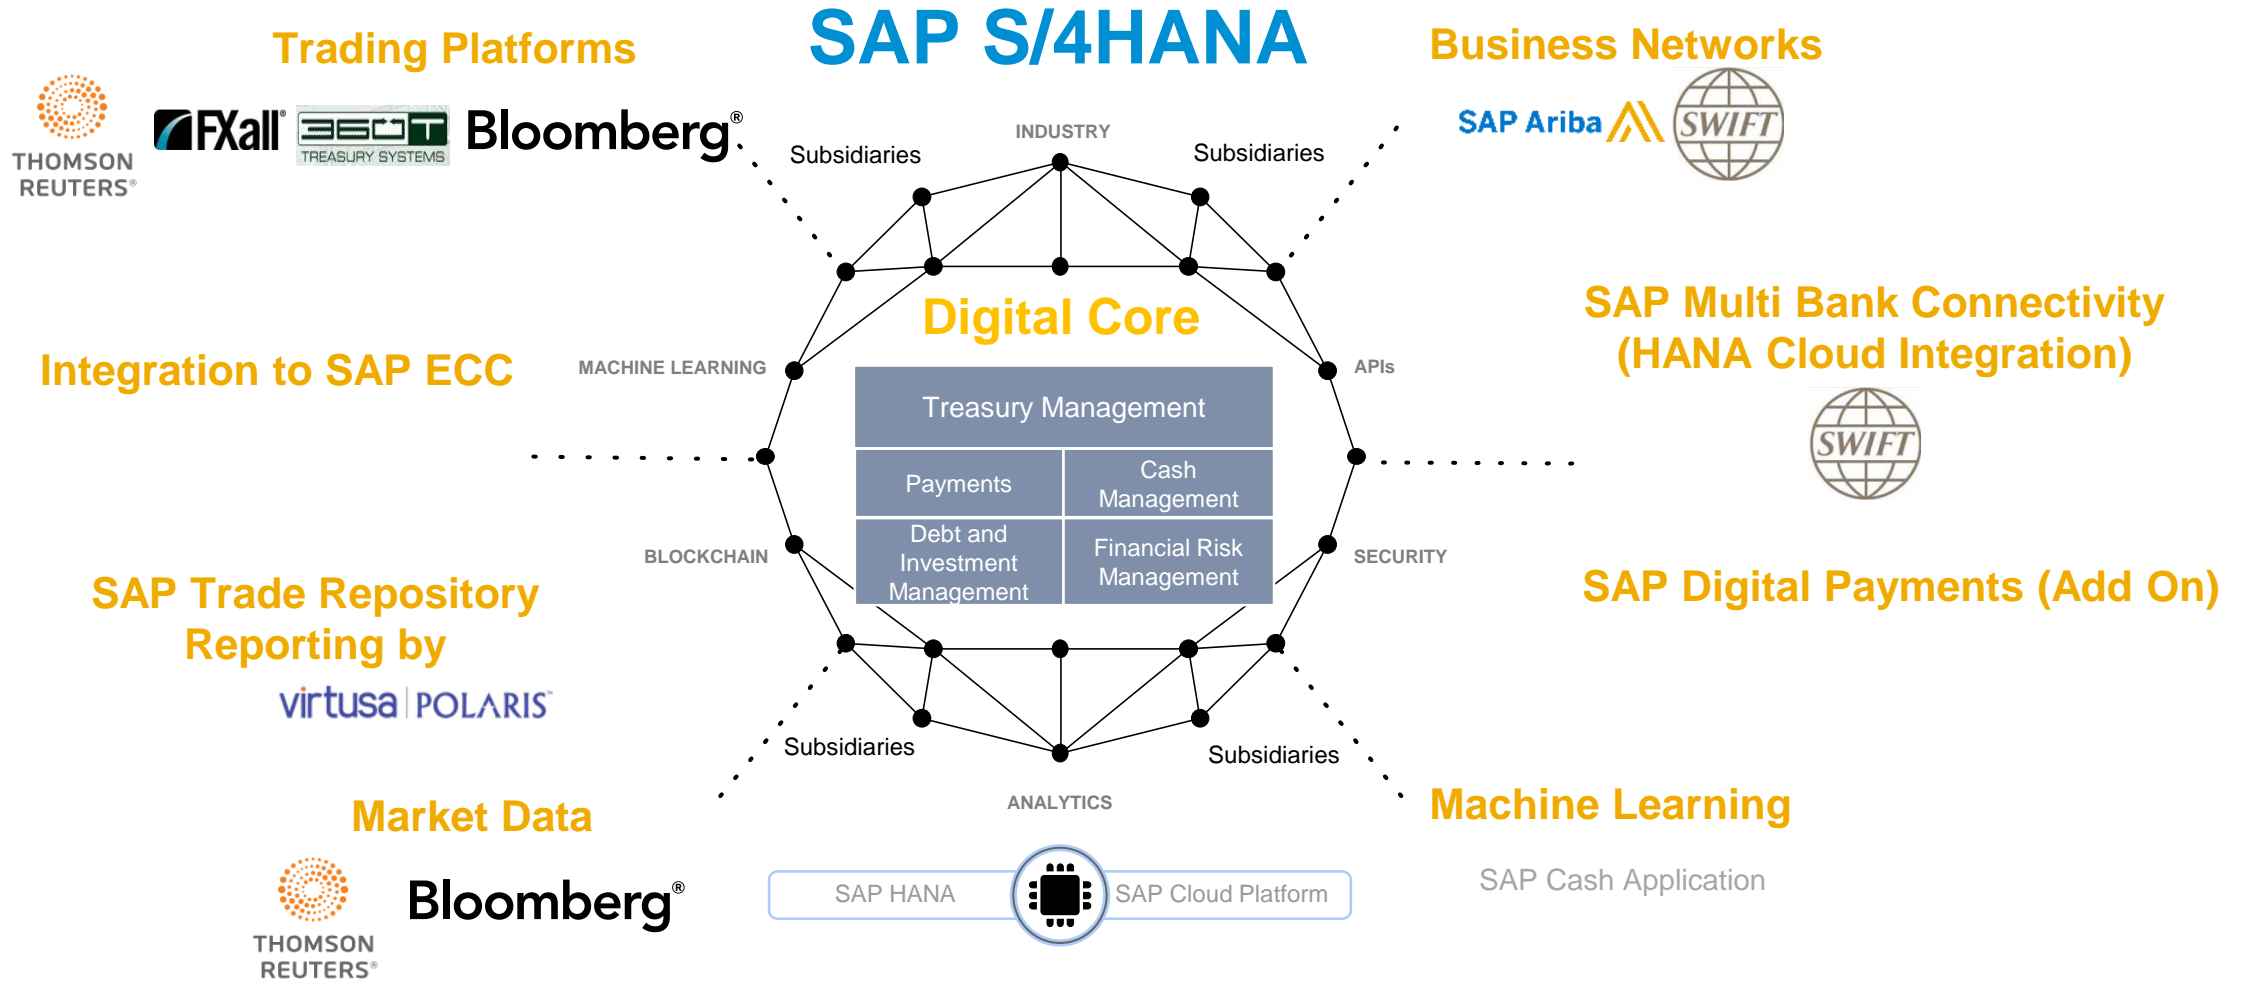 SAP S/4HANA
Trading Platforms
THOMSON
REUTERS®
FXall®
360T
TREASURY SYSTEMS
Bloomberg®
Business Networks
SAP Ariba
SWIFT
INDUSTRY
Subsidiaries
Subsidiaries
Digital Core
SAP Multi Bank Connectivity
(HANA Cloud Integration)
SWIFT
Integration to SAP ECC
MACHINE LEARNING
APIs
Treasury Management
Payments
Cash
Management
Debt and
Investment
Management
Financial Risk
Management
BLOCKCHAIN
SECURITY
SAP Trade Repository
Reporting by
virtusa | POLARIS™
SAP Digital Payments (Add On)
Subsidiaries
Subsidiaries
ANALYTICS
Market Data
THOMSON
REUTERS®
Bloomberg®
SAP HANA
SAP Cloud Platform
Machine Learning
SAP Cash Application